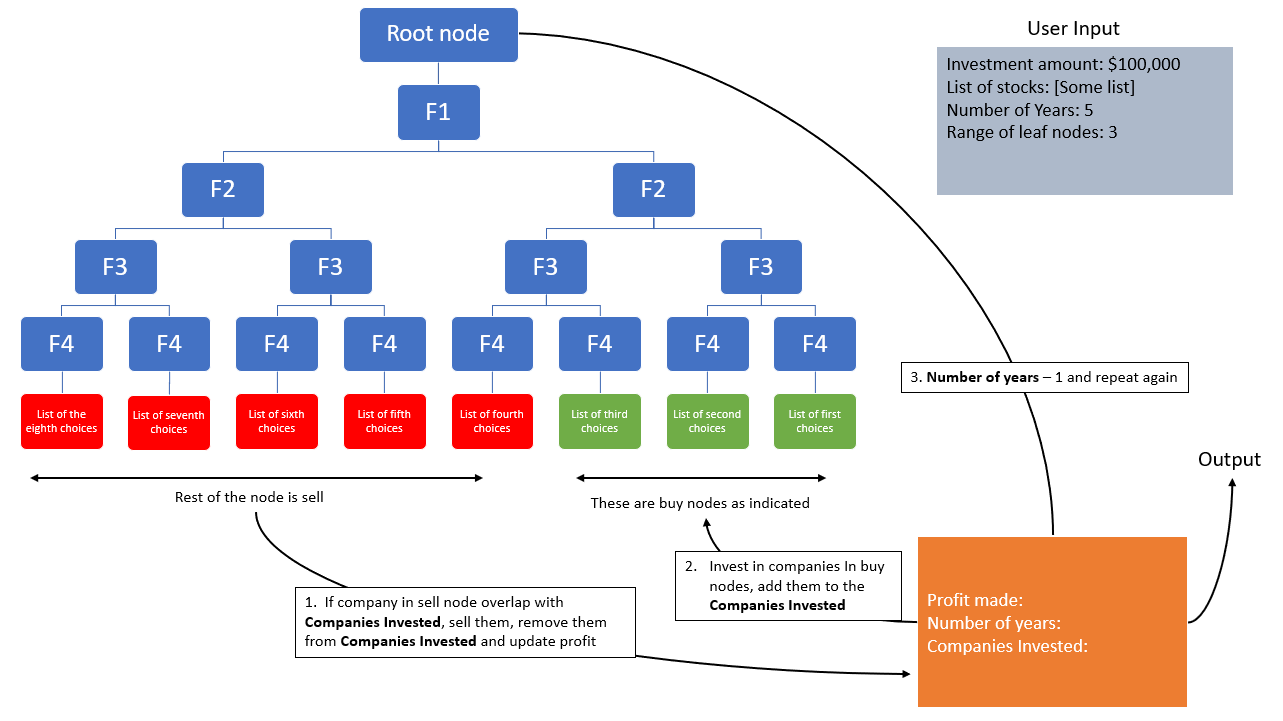 Root node
User Input
Investment amount: $100,000
List of stocks: [Some list]
Number of Years: 5
Range of leaf nodes: 3
F1
F2
F2
F3
F3
F3
F3
F4
F4
F4
F4
F4
F4
F4
F4
List of the
eighth choices
List of seventh
choices
List of sixth
choices
List of fifth
choices
List of fourth
choices
List of third
choices
List of second
choices
List of first
choices
3. Number of years – 1 and repeat again
Output
Rest of the node is sell
These are buy nodes as indicated
2. Invest in companies In buy
nodes, add them to the
Companies Invested
1. If company in sell node overlap with
Companies Invested, sell them, remove them
from Companies Invested and update profit
Profit made:
Number of years:
Companies Invested: